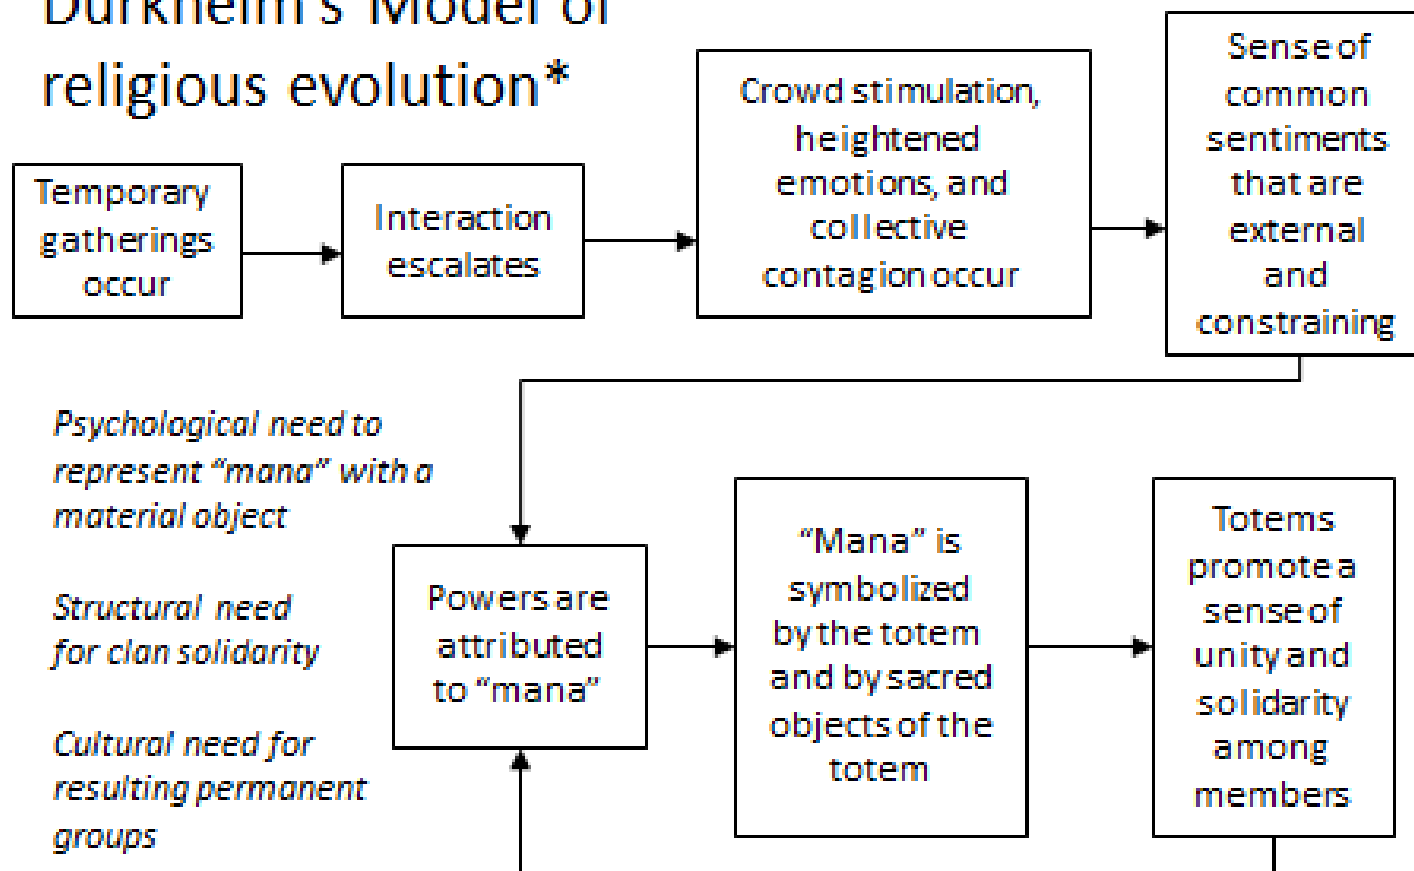 Durkheim's Model of
religious evolution*
Temporary
gatherings
occur
Interaction
escalates
Crowd stimulation,
heightened
emotions, and
collective
contagion occur
Sense of
common
sentiments
that are
external
and
constraining
Psychological need to
represent “mana” with a
material object
Structural need
for clan solidarity
Cultural need for
resulting permanent
groups
Powers are
attributed
to “mana”
“Mana” is
symbolized
by the totem
and by sacred
objects of the
totem
Totems
promote a
sense of
unity and
solidarity
among
members